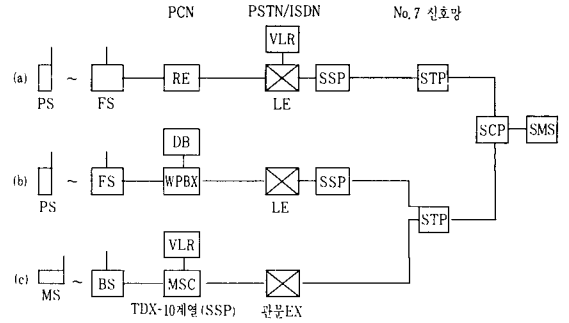 PCN PSTN/ISDN No.7 신호망
VLR
(a) ~ RE SSP STP
PS FS LE
SCP SMS
DB
(b) ~ FS WPBX SSP
PS LE STP
VLR
(c) ~ BS MSC
MS TDX-10계열(SSP) 관문EX